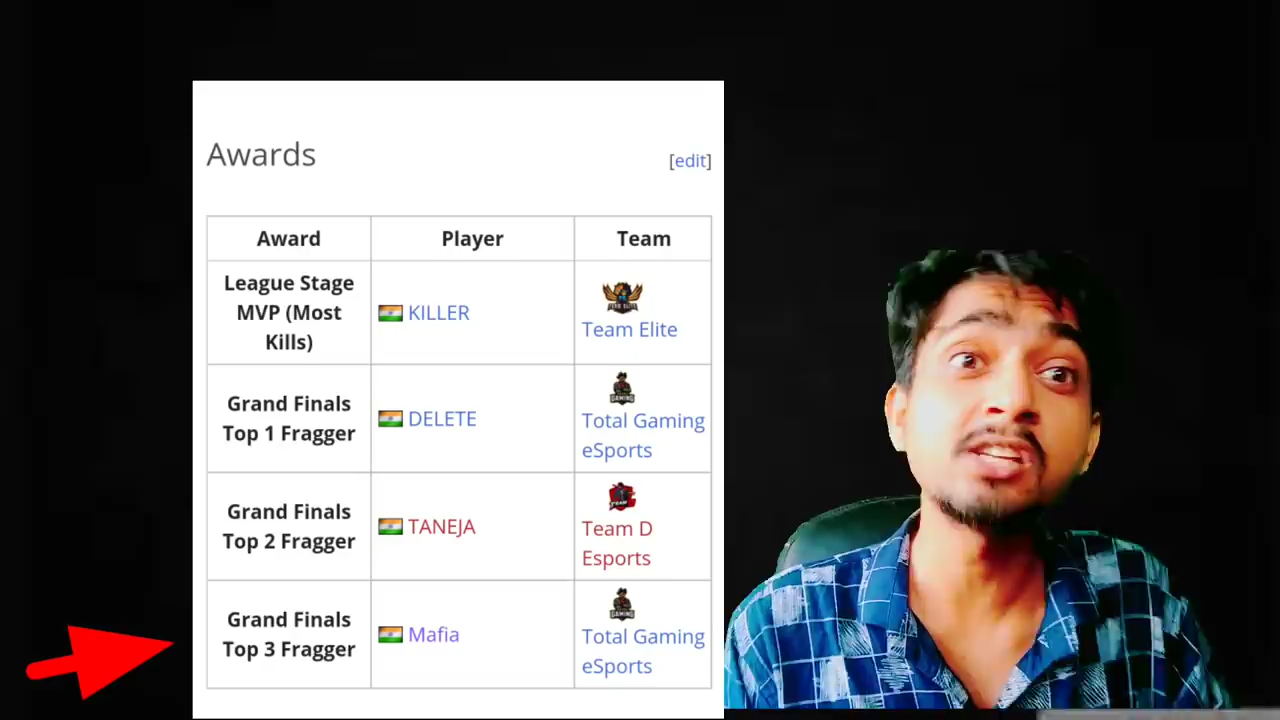 Awards
[edit]
Award Player Team
League Stage
MVP (Most
Kills)
KILLER
Team Elite
Grand Finals
Top 1 Fragger
DELETE
GAMING
Total Gaming
eSports
Grand Finals
Top 2 Fragger
TANEJA
Team D
Esports
Grand Finals
Top 3 Fragger
Mafia
GAMING
Total Gaming
eSports